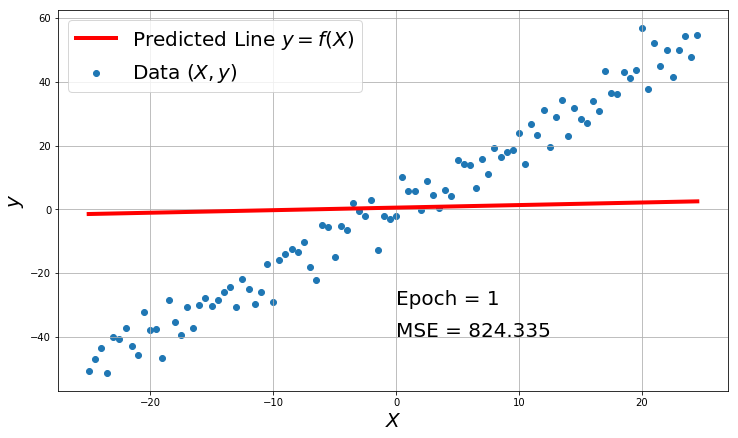 Predicted Line y = f(X)
Data (X, y)
60
40
20
0
−20
−40
y
Epoch = 1
MSE = 824.335
−20 −10 0 10 20
X